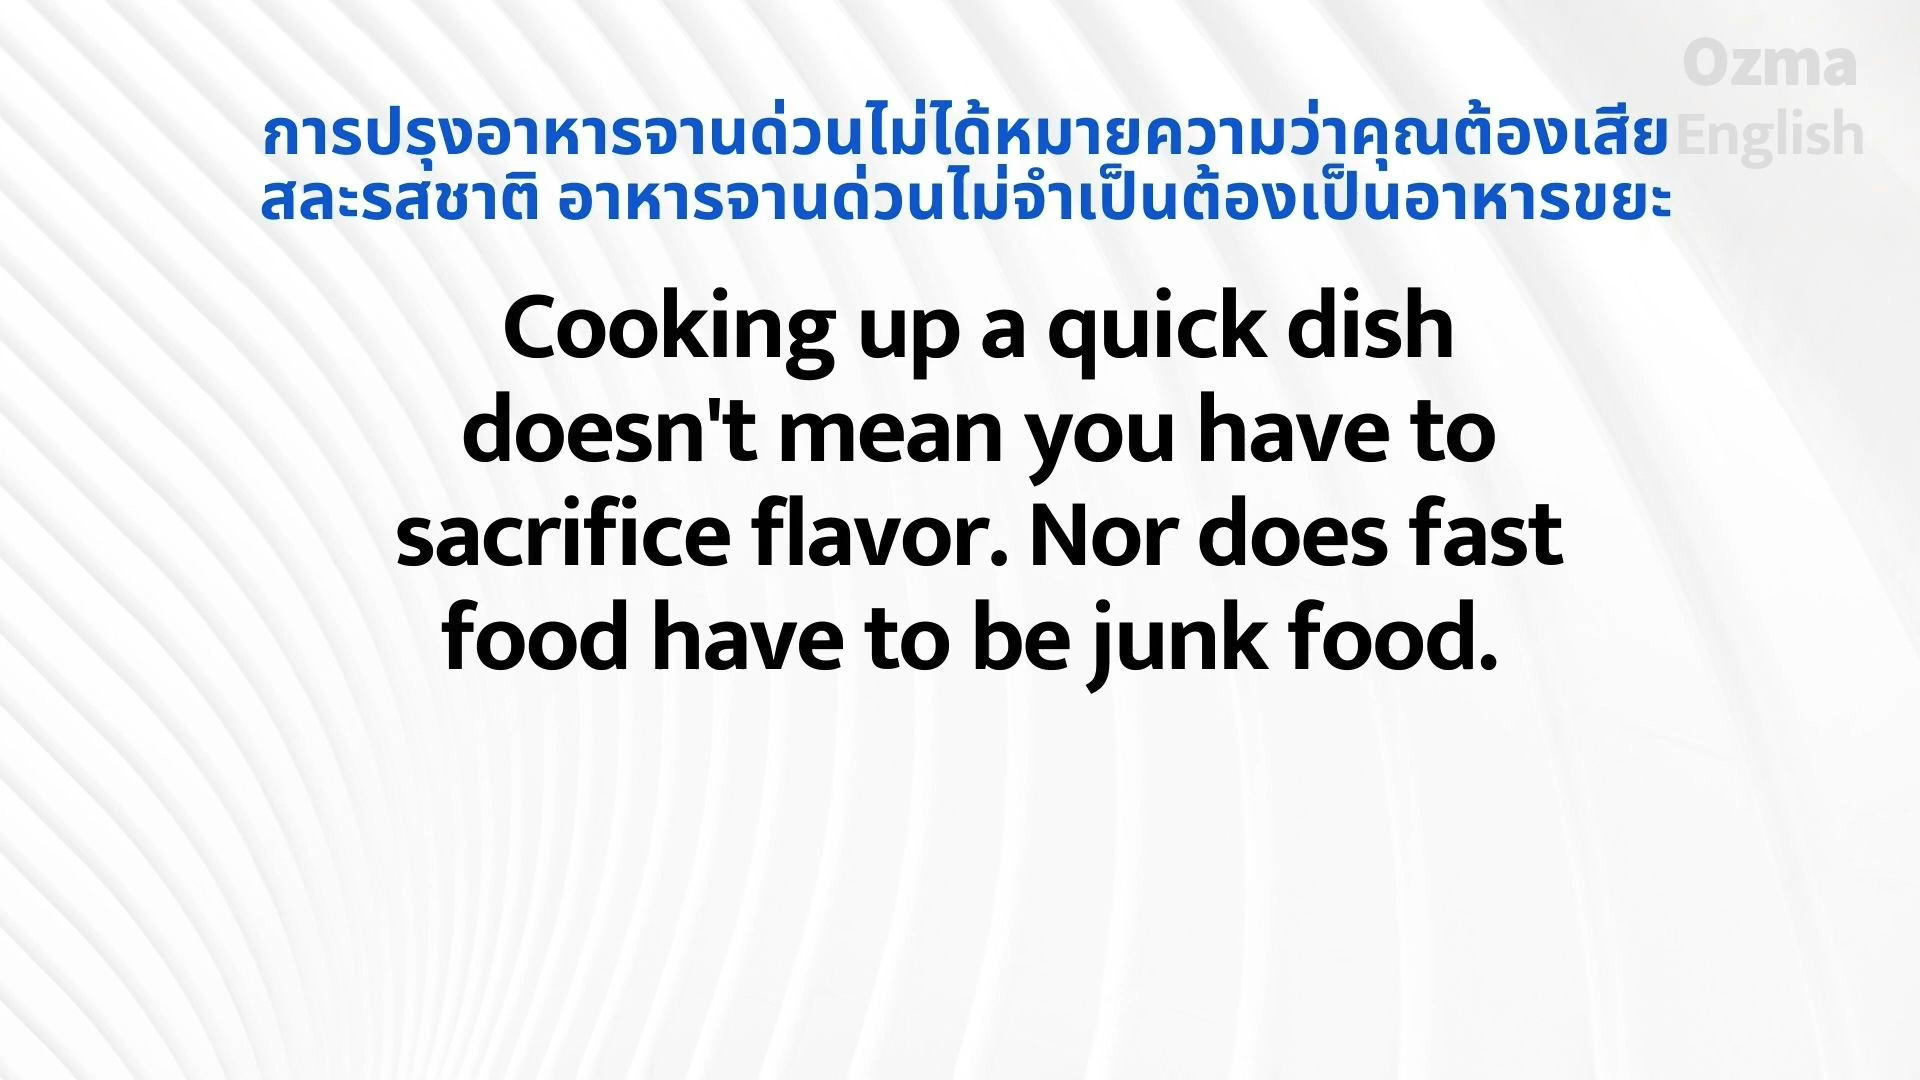 Ozma
English
การปรุงอาหารจานด่วนไม่ได้หมายความว่าคุณต้องเสีย
สละรสชาติ อาหารจานด่วนไม่จำเป็นต้องเป็นอาหารขยะ
Cooking up a quick dish
doesn't mean you have to
sacrifice flavor. Nor does fast
food have to be junk food.